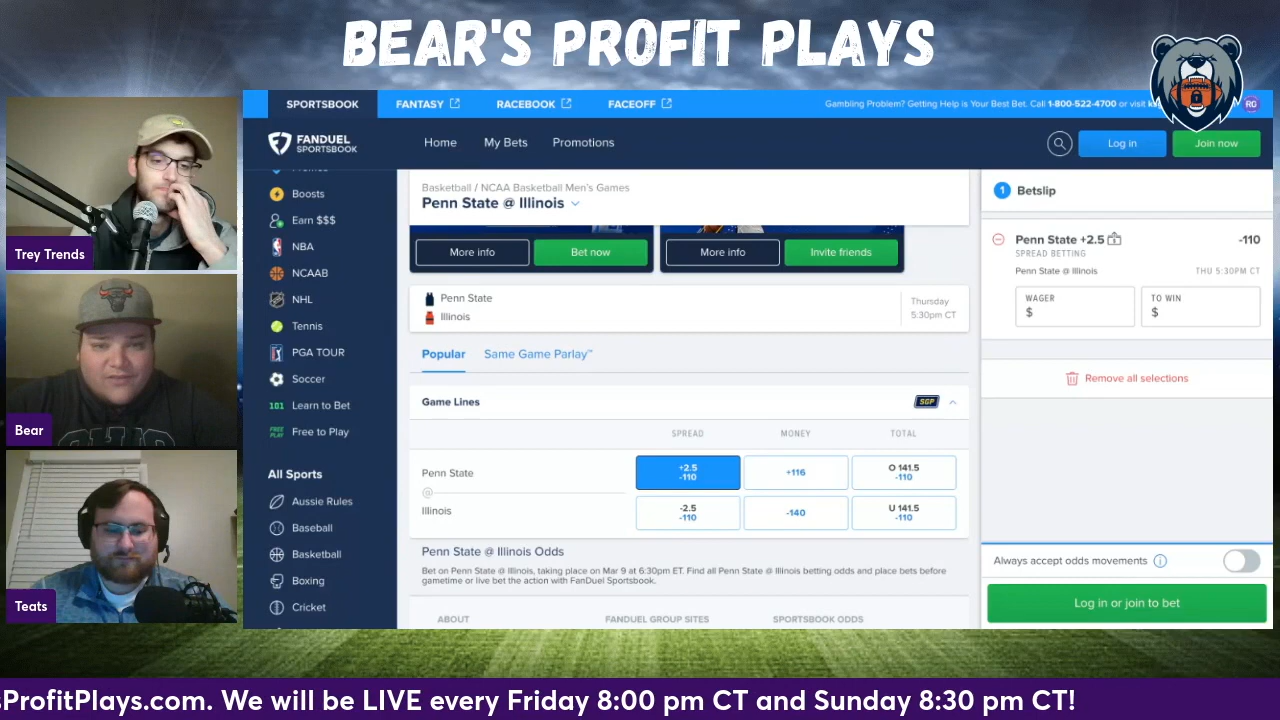 BEAR'S PROFIT PLAYS
SPORTSBOOK FANTASY RACEBOOK FACEOFF Gambling Problem? Getting Help is Your Best Bet. Call 1-800-522-4700 or visit RG
FANDUEL SPORTSBOOK Home My Bets Promotions Log in Join now
Boosts
Earn $$$
NBA
NCAAB
NHL
Tennis
PGA TOUR
Soccer
101 Learn to Bet
FREE PLAY Free to Play
All Sports
Aussie Rules
Baseball
Basketball
Boxing
Cricket
Basketball / NCAA Basketball Men's Games
Penn State @ Illinois
More info Bet now More info Invite friends
Penn State
Illinois
Thursday
5:30pm CT
Popular Same Game Parlay™
Game Lines SGP
SPREAD MONEY TOTAL
Penn State +2.5 -110 +116 O 141.5 -110
@
Illinois -2.5 -110 -140 U 141.5 -110
Penn State @ Illinois Odds
Bet on Penn State @ Illinois, taking place on Mar 9 at 6:30pm ET. Find all Penn State @ Illinois betting odds and place bets before
gametime or live bet the action with FanDuel Sportsbook.
ABOUT FANDUEL GROUP SITES SPORTSBOOK ODDS
1 Betslip
Penn State +2.5 -110
SPREAD BETTING
Penn State @ Illinois THU 5:30PM CT
WAGER TO WIN
$ $
Remove all selections
Always accept odds movements
Log in or join to bet
Trey Trends
Bear
Teats
sProfitPlays.com. We will be LIVE every Friday 8:00 pm CT and Sunday 8:30 pm CT!